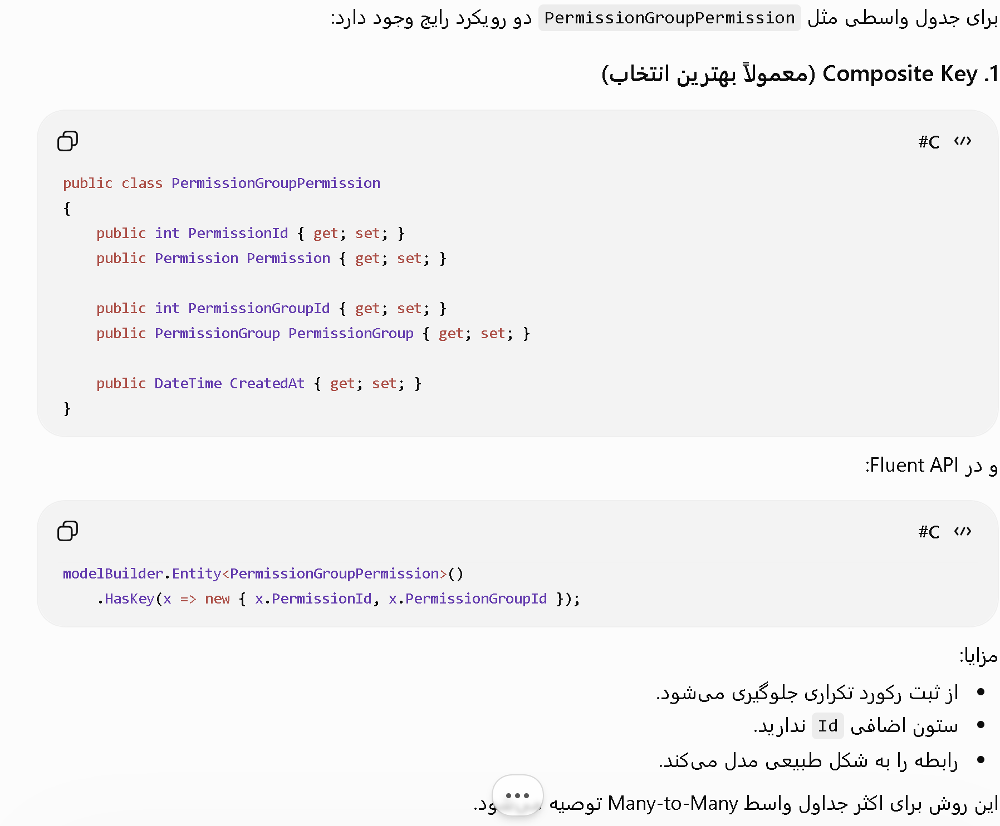 برای جدول واسطی مثل PermissionGroupPermission دو رویکرد رایج وجود دارد:
1. Composite Key (معمولاً بهترین انتخاب)
C#
public class PermissionGroupPermission
{
    public int PermissionId { get; set; }
    public Permission Permission { get; set; }
    public int PermissionGroupId { get; set; }
    public PermissionGroup PermissionGroup { get; set; }
    public DateTime CreatedAt { get; set; }
}
و در Fluent API:
C#
modelBuilder.Entity<PermissionGroupPermission>()
    .HasKey(x => new { x.PermissionId, x.PermissionGroupId });
مزایا:
• از ثبت رکورد تکراری جلوگیری می‌شود.
• ستون اضافی Id ندارید.
• رابطه را به شکل طبیعی مدل می‌کند.
این روش برای اکثر جداول واسط Many-to-Many توصیه